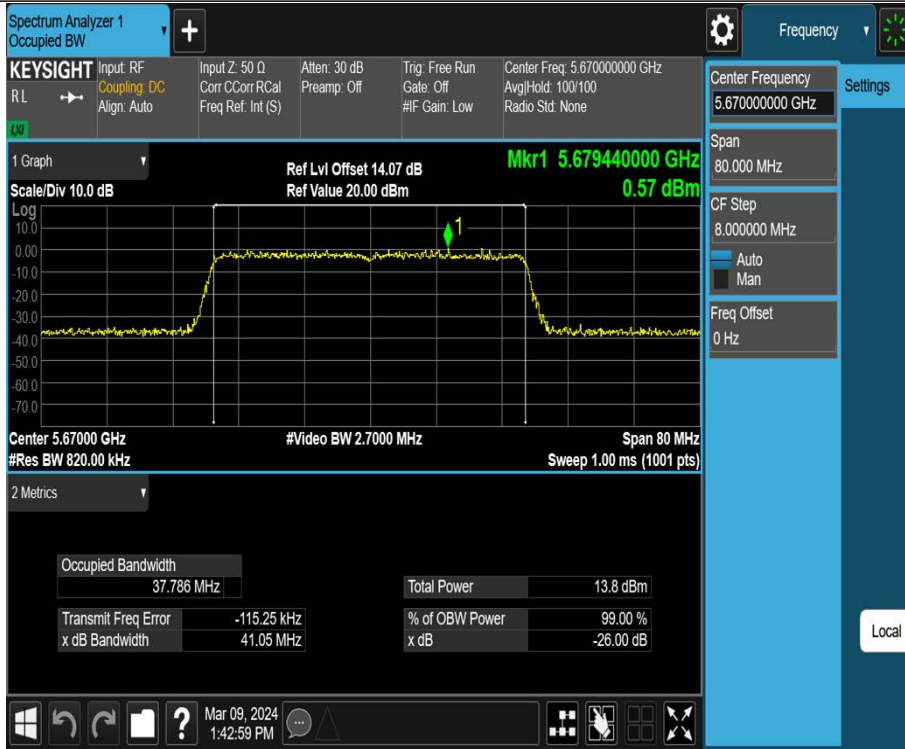 Spectrum Analyzer 1
Occupied BW
+
Frequency
KEYSIGHT
R L
LXI
Input: RF
Coupling: DC
Align: Auto
Input Z: 50 Ω
Corr CCorr RCal
Freq Ref: Int (S)
Atten: 30 dB
Preamp: Off
Trig: Free Run
Gate: Off
#IF Gain: Low
Center Freq: 5.670000000 GHz
Avg|Hold: 100/100
Radio Std: None
Center Frequency
5.670000000 GHz
Settings
Span
80.000 MHz
CF Step
8.000000 MHz
Auto
Man
Freq Offset
0 Hz
1 Graph
Scale/Div 10.0 dB
Ref Lvl Offset 14.07 dB
Ref Value 20.00 dBm
Mkr1 5.679440000 GHz
0.57 dBm
Log
10.0
0.00
-10.0
-20.0
-30.0
-40.0
-50.0
-60.0
-70.0
1
Center 5.67000 GHz
#Video BW 2.7000 MHz
Span 80 MHz
#Res BW 820.00 kHz
Sweep 1.00 ms (1001 pts)
2 Metrics
Occupied Bandwidth
37.786 MHz
Total Power 13.8 dBm
Transmit Freq Error -115.25 kHz
% of OBW Power 99.00 %
x dB Bandwidth 41.05 MHz
x dB -26.00 dB
Local
?
Mar 09, 2024
1:42:59 PM